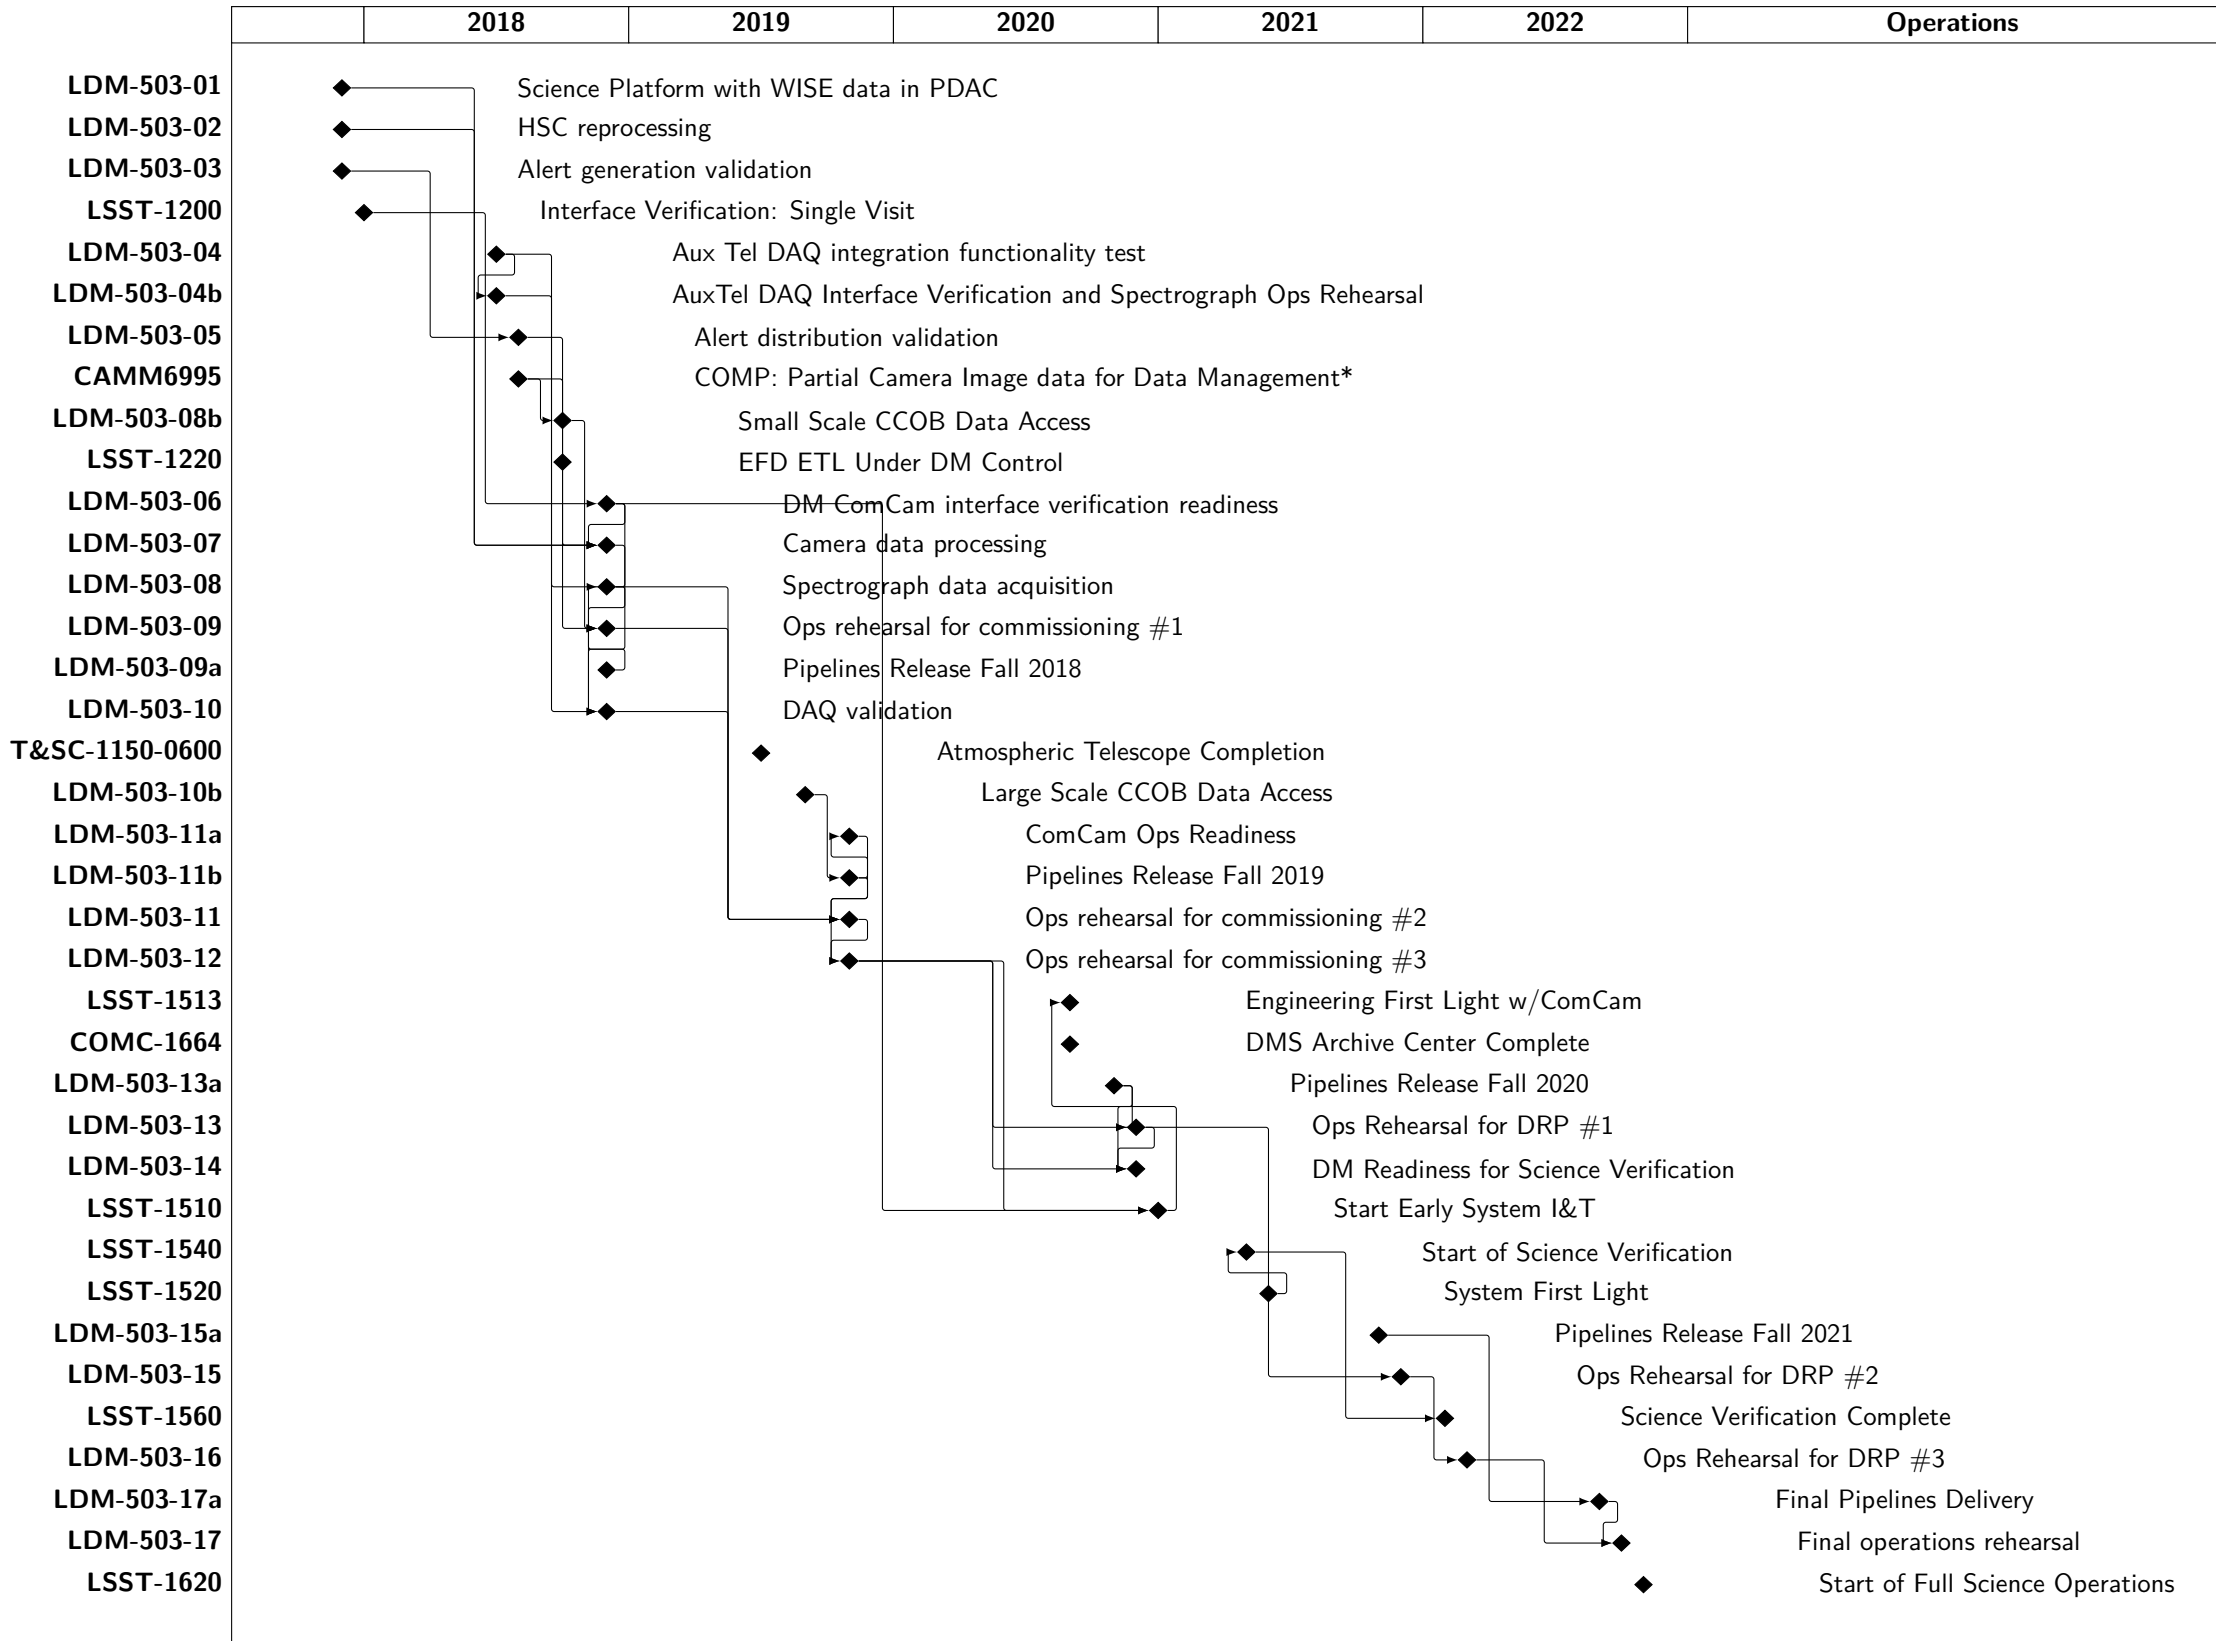 2018 2019 2020 2021 2022 Operations
LDM-503-01 Science Platform with WISE data in PDAC
LDM-503-02 HSC reprocessing
LDM-503-03 Alert generation validation
LSST-1200 Interface Verification: Single Visit
LDM-503-04 Aux Tel DAQ integration functionality test
LDM-503-04b AuxTel DAQ Interface Verification and Spectrograph Ops Rehearsal
LDM-503-05 Alert distribution validation
CAMM6995 COMP: Partial Camera Image data for Data Management*
LDM-503-08b Small Scale CCOB Data Access
LSST-1220 EFD ETL Under DM Control
LDM-503-06 DM ComCam interface verification readiness
LDM-503-07 Camera data processing
LDM-503-08 Spectrograph data acquisition
LDM-503-09 Ops rehearsal for commissioning #1
LDM-503-09a Pipelines Release Fall 2018
LDM-503-10 DAQ validation
T&SC-1150-0600 Atmospheric Telescope Completion
LDM-503-10b Large Scale CCOB Data Access
LDM-503-11a ComCam Ops Readiness
LDM-503-11b Pipelines Release Fall 2019
LDM-503-11 Ops rehearsal for commissioning #2
LDM-503-12 Ops rehearsal for commissioning #3
LSST-1513 Engineering First Light w/ComCam
COMC-1664 DMS Archive Center Complete
LDM-503-13a Pipelines Release Fall 2020
LDM-503-13 Ops Rehearsal for DRP #1
LDM-503-14 DM Readiness for Science Verification
LSST-1510 Start Early System I&T
LSST-1540 Start of Science Verification
LSST-1520 System First Light
LDM-503-15a Pipelines Release Fall 2021
LDM-503-15 Ops Rehearsal for DRP #2
LSST-1560 Science Verification Complete
LDM-503-16 Ops Rehearsal for DRP #3
LDM-503-17a Final Pipelines Delivery
LDM-503-17 Final operations rehearsal
LSST-1620 Start of Full Science Operations